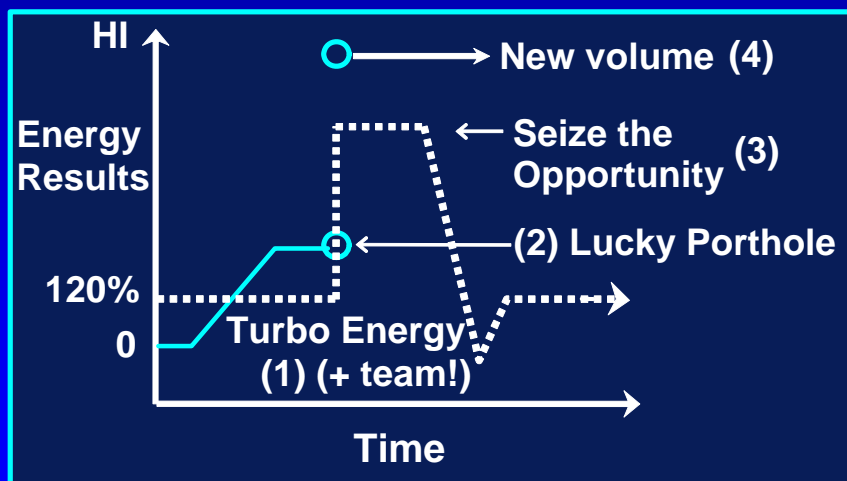 HI
New volume (4)
Energy
Results
Seize the
Opportunity (3)
(2) Lucky Porthole
120%
0
Turbo Energy
(1) (+ team!)
Time